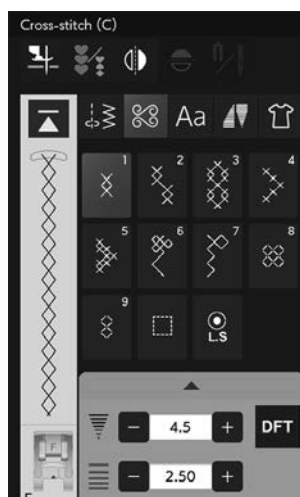 Cross-stitch (C)
Aa
1 2 3 4
5 6 7 8
9 L.S
F
− 4.5 + DFT
− 2.50 +